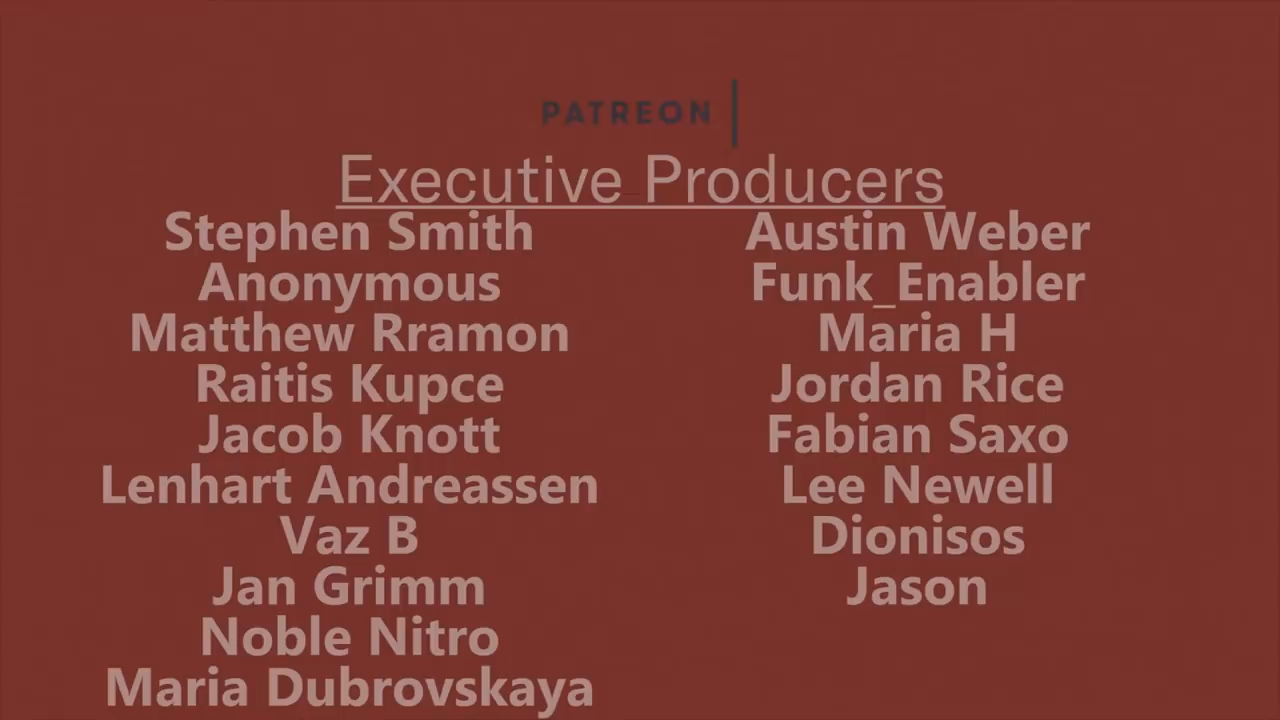 PATREON
Executive Producers
Stephen Smith
Anonymous
Matthew Rramon
Raitis Kupce
Jacob Knott
Lenhart Andreassen
Vaz B
Jan Grimm
Noble Nitro
Maria Dubrovskaya
Austin Weber
Funk_Enabler
Maria H
Jordan Rice
Fabian Saxo
Lee Newell
Dionisos
Jason